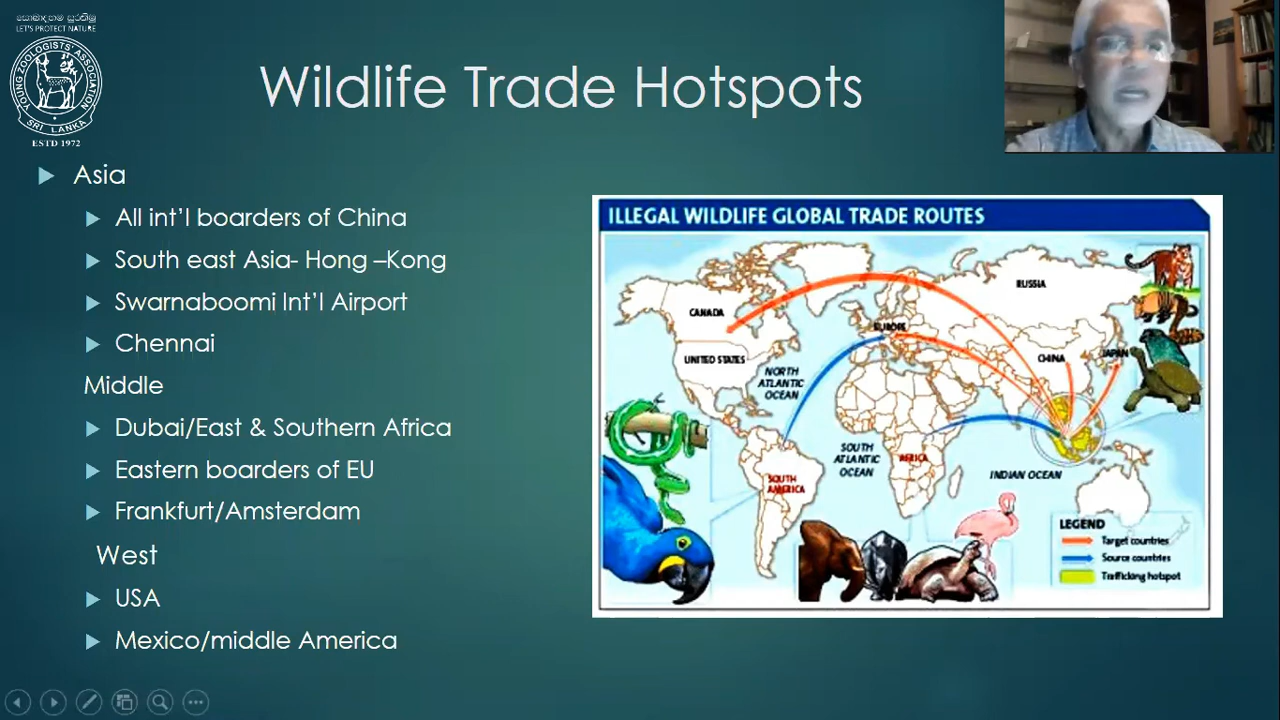 සොබාදහම සුරකිමු
LET'S PROTECT NATURE
YOUNG ZOOLOGISTS' ASSOCIATION
SRI LANKA
ESTD 1972
Wildlife Trade Hotspots
Asia
All int'l boarders of China
South east Asia- Hong –Kong
Swarnaboomi Int'l Airport
Chennai
Middle
Dubai/East & Southern Africa
Eastern boarders of EU
Frankfurt/Amsterdam
West
USA
Mexico/middle America
ILLEGAL WILDLIFE GLOBAL TRADE ROUTES
RUSSIA
CANADA
EUROPE
UNITED STATES
CHINA
JAPAN
NORTH
ATLANTIC
OCEAN
SOUTH
ATLANTIC
OCEAN
AFRICA
INDIAN OCEAN
SOUTH
AMERICA
LEGEND
Target countries
Source countries
Trafficking hotspot